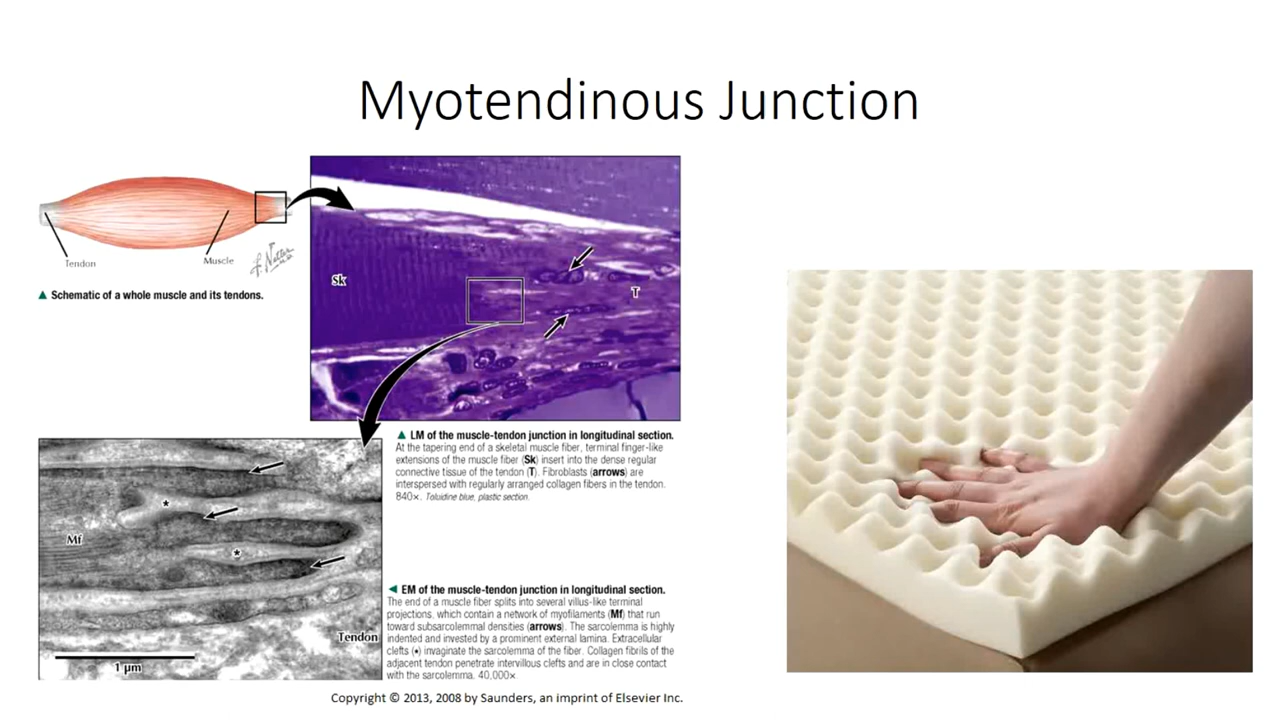 Myotendinous Junction
Tendon
Muscle
▲ Schematic of a whole muscle and its tendons.
Sk
T
▲ LM of the muscle-tendon junction in longitudinal section.
At the tapering end of a skeletal muscle fiber, terminal finger-like
extensions of the muscle fiber (Sk) insert into the dense regular
connective tissue of the tendon (T). Fibroblasts (arrows) are
interspersed with regularly arranged collagen fibers in the tendon.
840×. Toluidine blue, plastic section.
Mf
*
*
Tendon
1 µm
◄ EM of the muscle-tendon junction in longitudinal section.
The end of a muscle fiber splits into several villus-like terminal
projections, which contain a network of myofilaments (Mf) that run
toward subsarcolemmal densities (arrows). The sarcolemma is highly
indented and invested by a prominent external lamina. Extracellular
clefts (*) invaginate the sarcolemma of the fiber. Collagen fibrils of the
adjacent tendon penetrate intervillous clefts and are in close contact
with the sarcolemma. 40,000×.
Copyright © 2013, 2008 by Saunders, an imprint of Elsevier Inc.